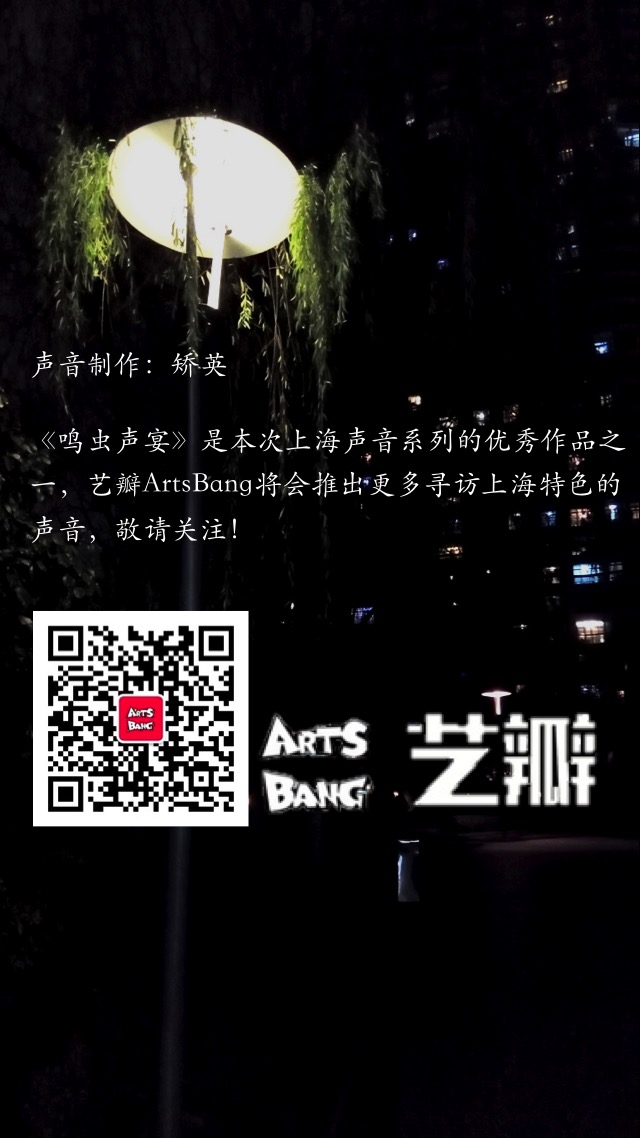 声音制作：矫英
《鸣虫声宴》是本次上海声音系列的优秀作品之
一，艺瓣ArtsBang将会推出更多寻访上海特色的
声音，敬请关注！
ARTS
BANG
ARTS
BANG
艺瓣